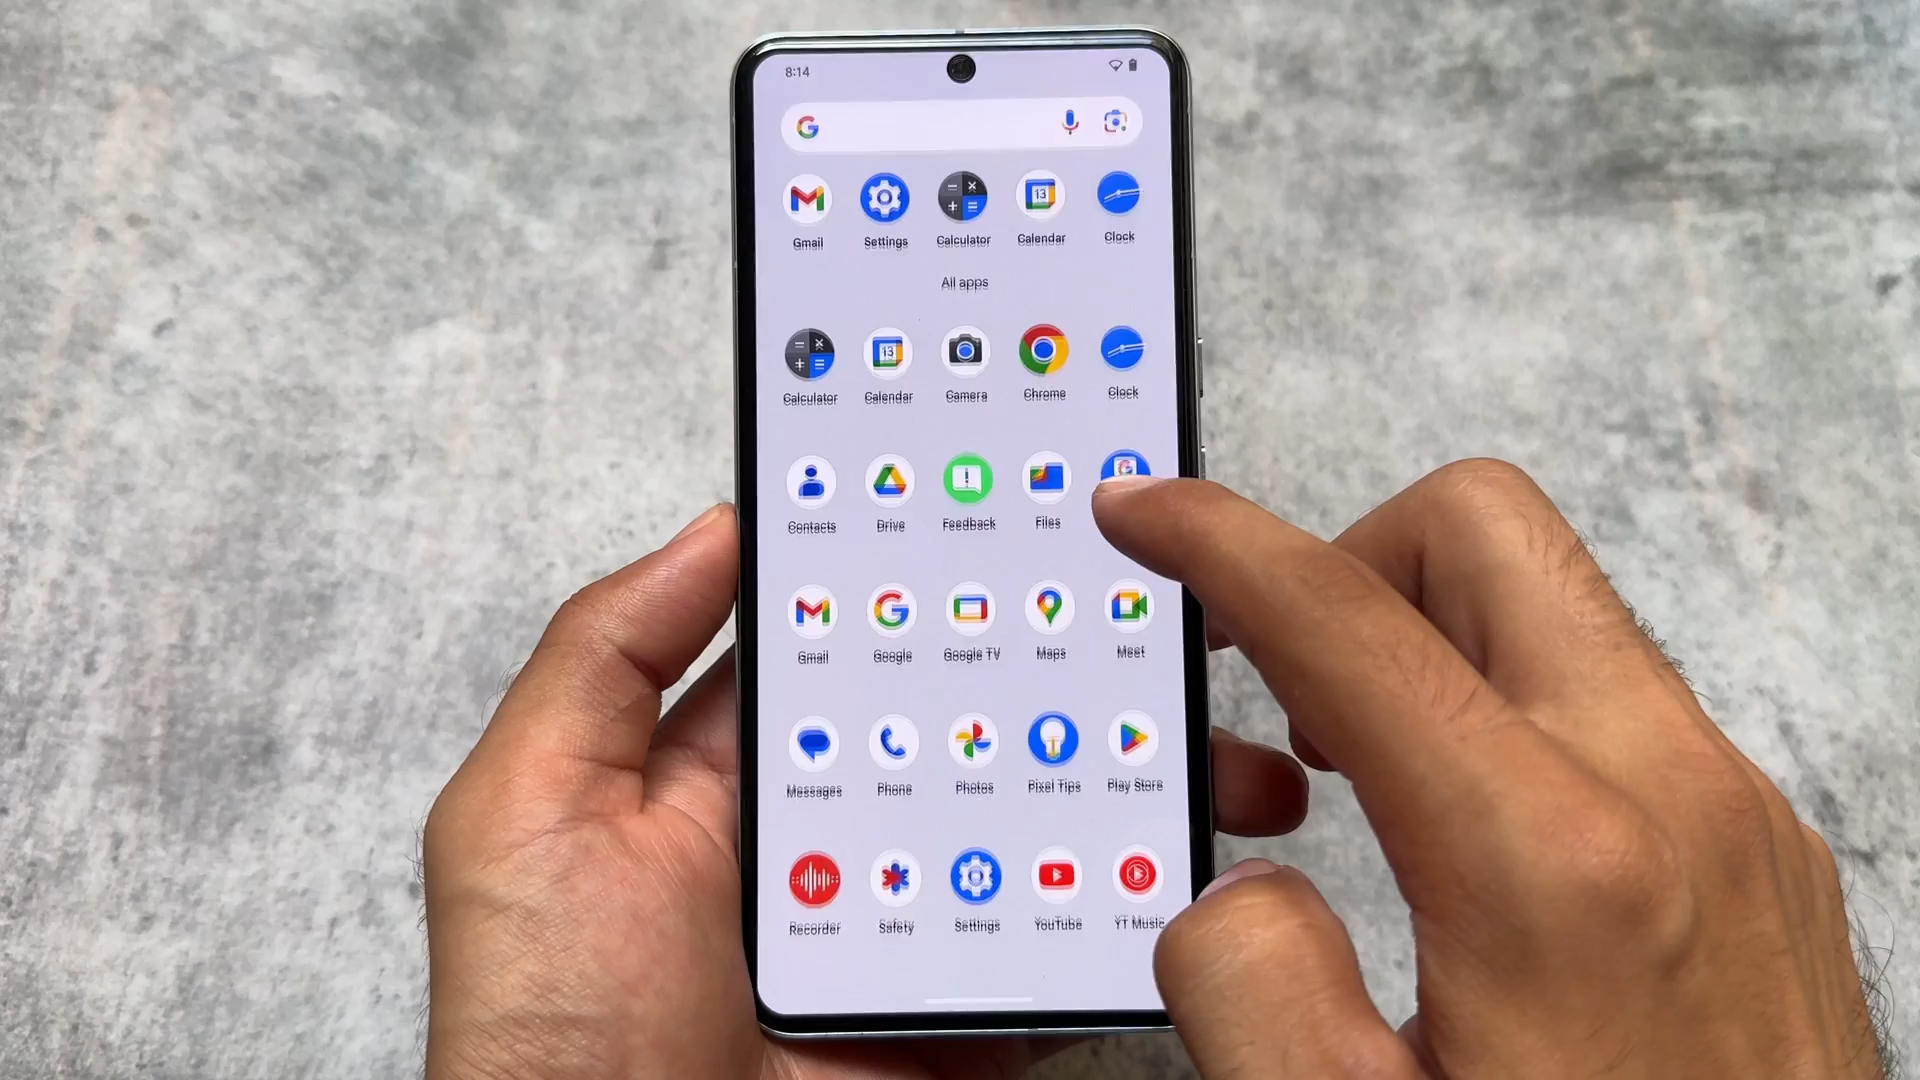 8:14
Gmail Settings Calculator Calendar Clock
All apps
Calculator Calendar Camera Chrome Clock
Contacts Drive Feedback Files
Gmail Google Google TV Maps Meet
Messages Phone Photos Pixel Tips Play Store
Recorder Safety Settings YouTube YT Music